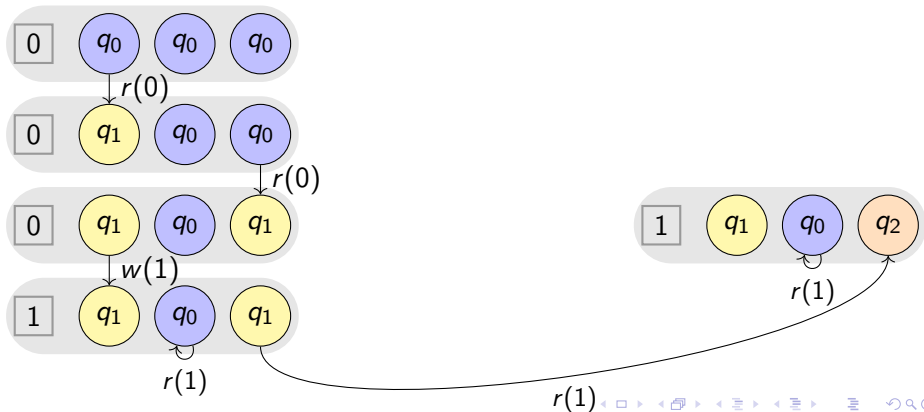 0 q0 q0 q0
r(0)
0 q1 q0 q0
r(0)
0 q1 q0 q1
1 q1 q0 q2
w(1)
r(1)
1 q1 q0 q1
r(1)
r(1)